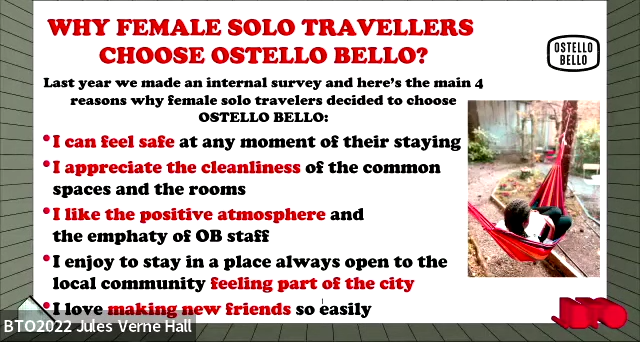 WHY FEMALE SOLO TRAVELLERS
CHOOSE OSTELLO BELLO?
OSTELLO
BELLO
Last year we made an internal survey and here's the main 4
reasons why female solo travelers decided to choose
OSTELLO BELLO:
•I can feel safe at any moment of their staying
•I appreciate the cleanliness of the common
spaces and the rooms
•I like the positive atmosphere and
the emphaty of OB staff
•I enjoy to stay in a place always open to the
local community feeling part of the city
•I love making new friends so easily
BTO2022 Jules Verne Hall
BTO